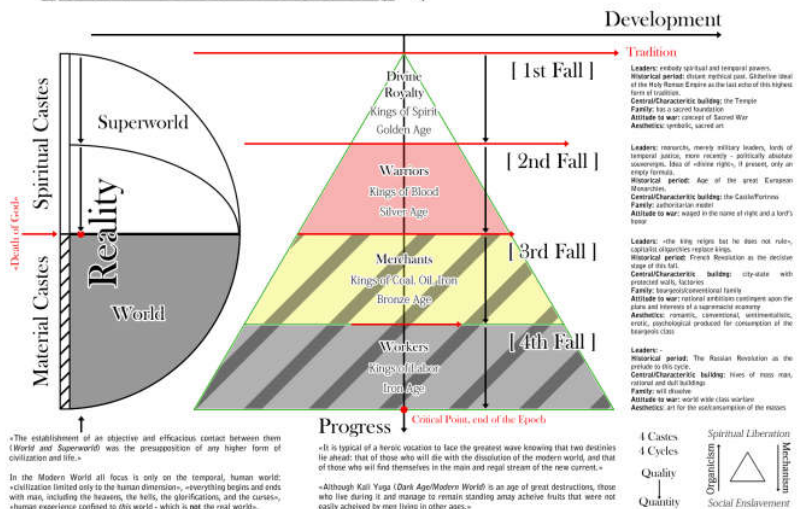 Development
Tradition
[ 1st Fall ]
Divine
Royalty
Kings of Spirit
Golden Age
[ 2nd Fall ]
Warriors
Kings of Blood
Silver Age
[ 3rd Fall ]
Merchants
Kings of Coal, Oil, Iron
Bronze Age
[ 4th Fall ]
Workers
Kings of Labor
Iron Age
Critical Point, end of the Epoch
Progress
Spiritual Castes
Material Castes
«Death of God»
Superworld
Reality
World
Leaders: embody spiritual and temporal powers.
Historical period: distant mythical past. Ghibeline ideal
of the Holy Roman Empire as the last echo of this highest
form of tradition.
Central/Characteritic buildng: the Temple
Family: has a sacred foundation
Attitude to war: concept of Sacred War
Aesthetics: symbolic, sacred art
Leaders: monarchs, merely military leaders, lords of
temporal justice, more recently - politically absolute
sovereigns. Idea of «divine right», if present, only an
empty formula.
Historical period: Age of the great European
Monarchies.
Central/Characteritic buildng: the Castle/Fortress
Family: authoritarian model
Attitude to war: waged in the name of right and a lord's
honor
Leaders: «the king reigns but he does not rule»,
capitalist oligarchies replace kings.
Historical period: French Revolution as the decisive
stage of this fall.
Central/Characteritic buildng: city-state with
protected walls, factories
Family: bourgeois/conventional family
Attitude to war: national ambitions contingent upon the
plans and interests of a supremacist economy
Aesthetics: romantic, conventional, sentimentalistic,
erotic, psychological produced for consumption of the
bourgeois class
Leaders: -
Historical period: The Russian Revolution as the
prelude to this cycle.
Central/Characteritic buildng: hives of mass man,
rational and dull buildings
Family: will dissolve
Attitude to war: world wide class warfare
Aesthetics: art for the use/consumption of the masses
«The establishment of an objective and efficacious contact between them
(World and Superworld) was the presupposition of any higher form of
civilization and life.»
In the Modern World all focus is only on the temporal, human world:
«civilization limited only to the human dimension», «everything begins and ends
with man, including the heavens, the hells, the glorifications, and the curses»,
«human experience confined to this world - which is not the real world».
«It is typical of a heroic vocation to face the greatest wave knowing that two destinies
lie ahead: that of those who will die with the dissolution of the modern world, and that
of those who wil find themselves in the main and regal stream of the new current.»
«Although Kali Yuga (Dark Age/Modern World) is an age of great destructions, those
who live during it and manage to remain standing amay acheive fruits that were not
easily acheived by men living in other ages.»
4 Castes
4 Cycles
Quality
Quantity
Spiritual Liberation
Organicism
Mechanism
Social Enslavement